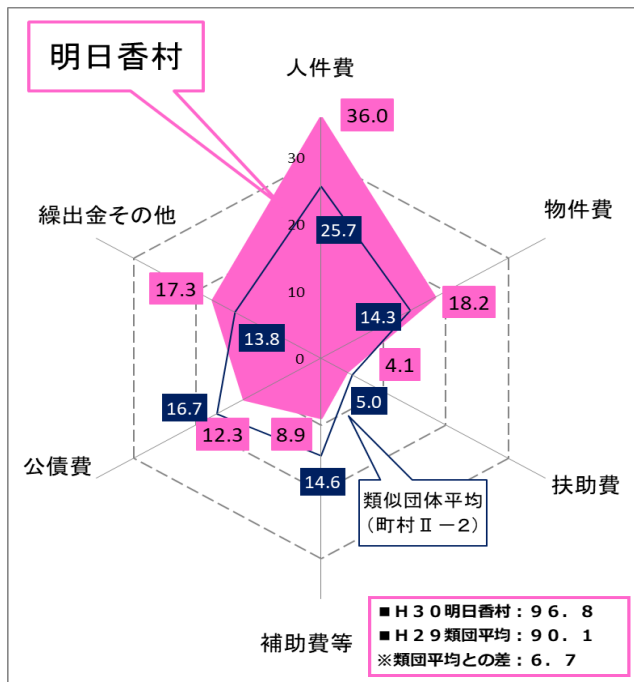 明日香村
人件費
36.0
30
繰出金その他
物件費
20
25.7
17.3
18.2
10
14.3
13.8
0
4.1
16.7
5.0
12.3
8.9
公債費
14.6
類似団体平均
(町村Ⅱ－2)
扶助費
補助費等
■Ｈ３０明日香村：９６．８
■Ｈ２９類団平均：９０．１
※類団平均との差：６．７